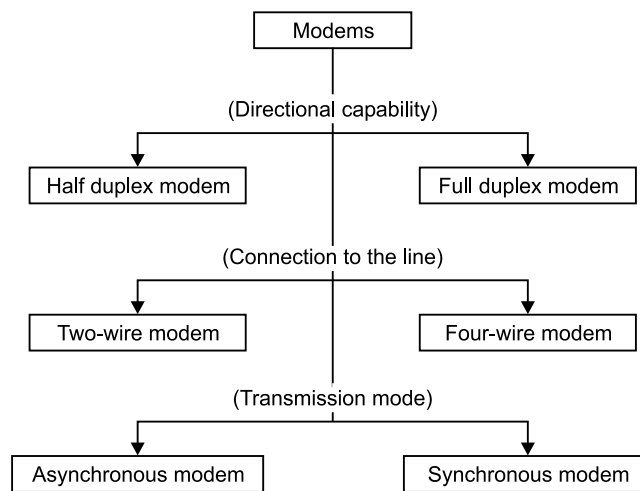 Modems
(Directional capability)
Half duplex modem
Full duplex modem
(Connection to the line)
Two-wire modem
Four-wire modem
(Transmission mode)
Asynchronous modem
Synchronous modem